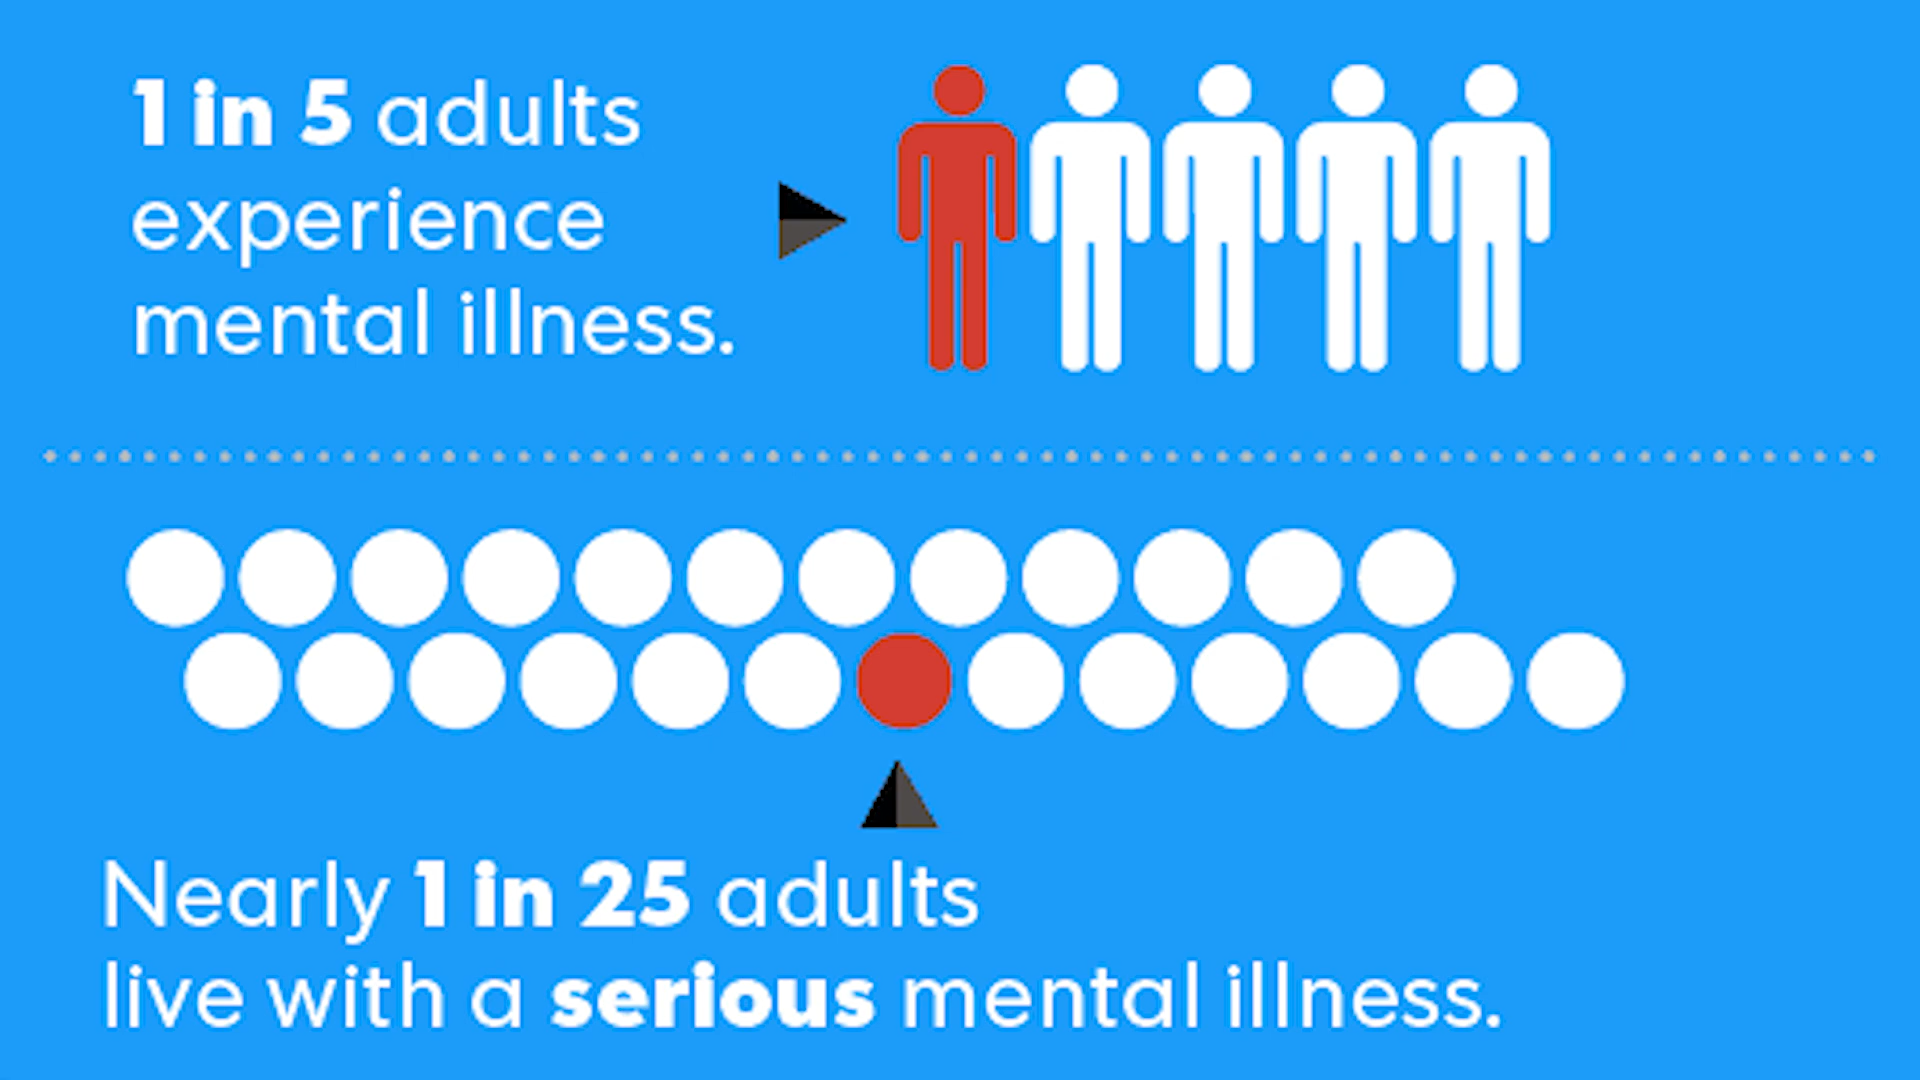 1 in 5 adults
experience
mental illness.
Nearly 1 in 25 adults
live with a serious mental illness.